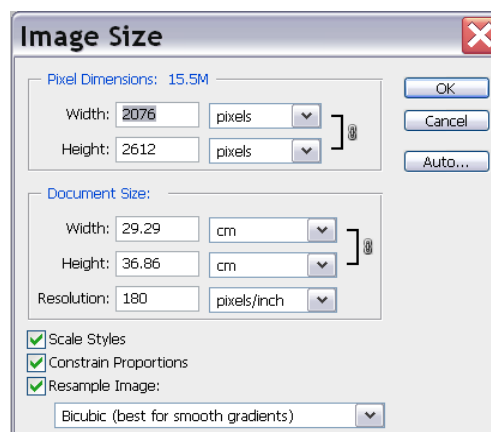 Image Size
Pixel Dimensions: 15.5M
OK
Width: 2076 pixels
Cancel
Height: 2612 pixels
Auto...
Document Size:
Width: 29.29 cm
Height: 36.86 cm
Resolution: 180 pixels/inch
Scale Styles
Constrain Proportions
Resample Image:
Bicubic (best for smooth gradients)